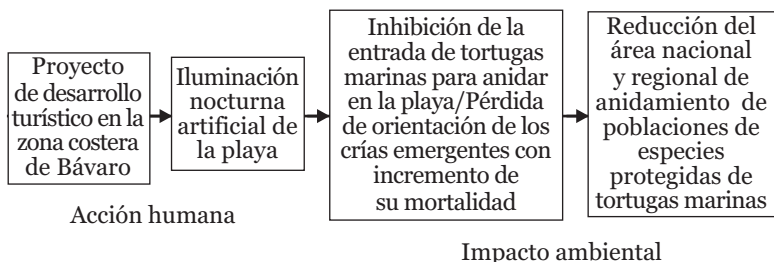 Proyecto
de desarrollo
turístico en la
zona costera
de Bávaro
Iluminación
nocturna
artificial de
la playa
Inhibición de la
entrada de tortugas
marinas para anidar
en la playa/Pérdida
de orientación de los
crías emergentes con
incremento de
su mortalidad
Reducción del
área nacional
y regional de
anidamiento de
poblaciones de
especies
protegidas de
tortugas marinas
Acción humana
Impacto ambiental